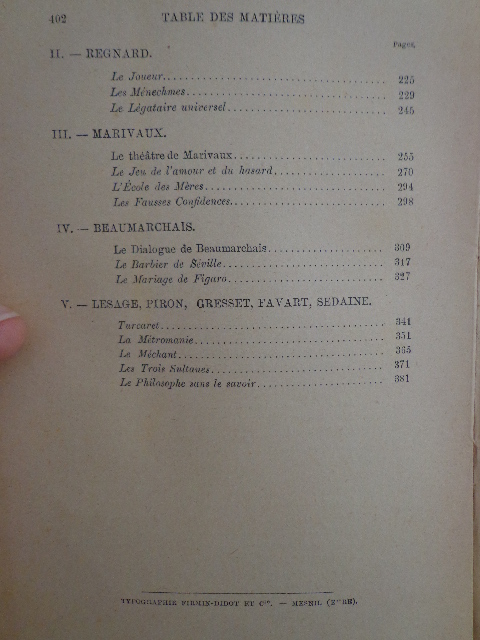 402 TABLE DES MATIÈRES
Pages.
II. — REGNARD.
Le Joueur 225
Les Ménechmes 229
Le Légataire universel 245
III. — MARIVAUX.
Le théâtre de Marivaux 255
Le Jeu de l'amour et du hasard 270
L'École des Mères 294
Les Fausses Confidences 298
IV. — BEAUMARCHAIS.
Le Dialogue de Beaumarchais 309
Le Barbier de Séville 317
Le Mariage de Figaro 327
V. — LESAGE, PIRON, GRESSET, FAVART, SEDAINE.
Turcaret 341
La Métromanie 351
Le Méchant 365
Les Trois Sultanes 371
Le Philosophe sans le savoir 381
TYPOGRAPHIE FIRMIN-DIDOT ET Cie. — MESNIL (EURE).